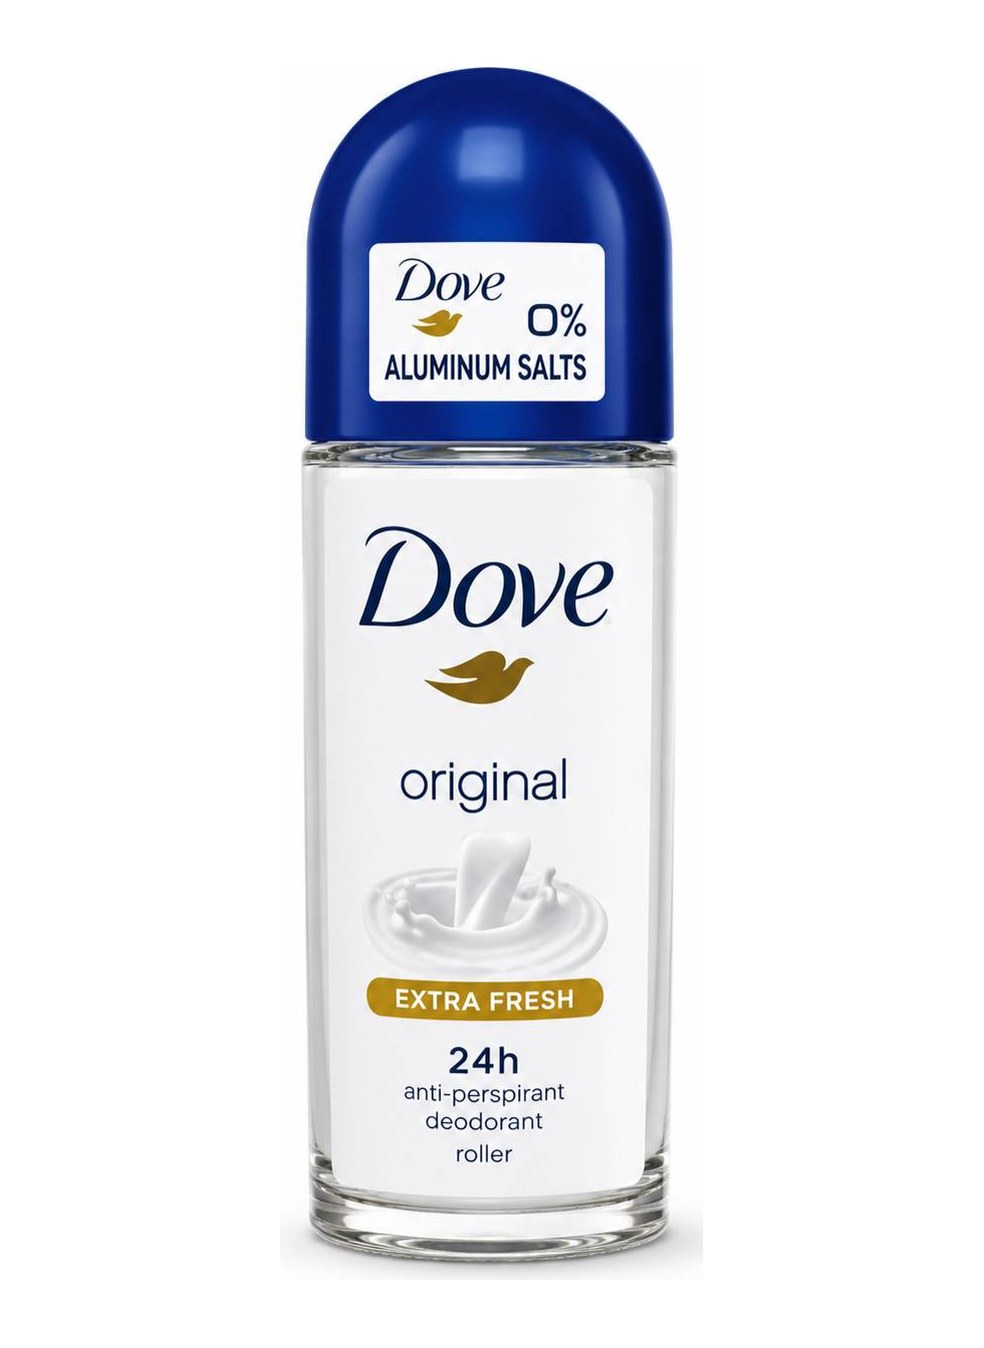 Dove
0%
ALUMINUM SALTS
Dove
original
EXTRA FRESH
24h
anti-perspirant
deodorant
roller